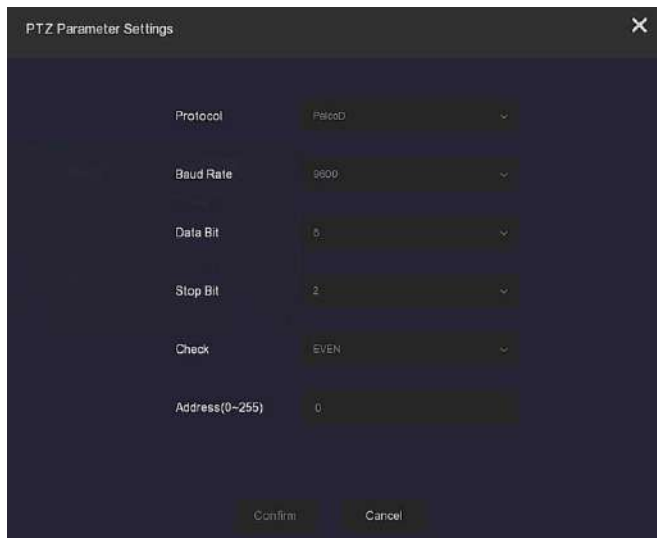 PTZ Parameter Settings
Protocol PelcoD
Baud Rate 9600
Data Bit
Stop Bit 2
Check EVEN
Address(0~255) 0
Confirm Cancel